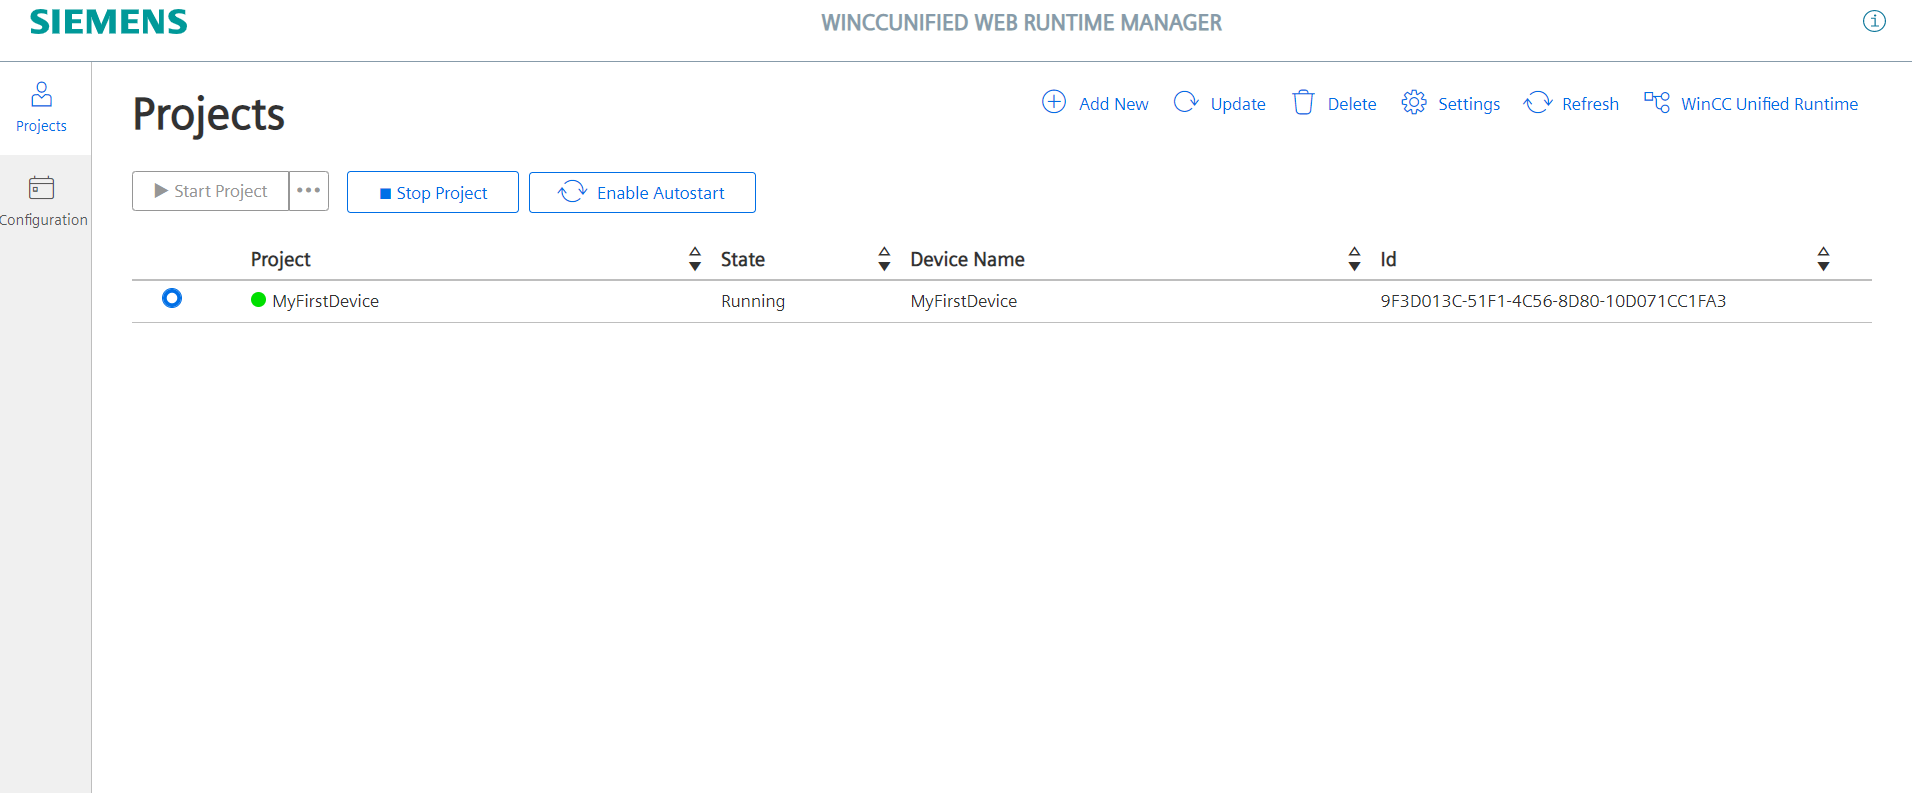 SIEMENS
WINCCUNIFIED WEB RUNTIME MANAGER
Projects
Configuration
Projects
Add New
Update
Delete
Settings
Refresh
WinCC Unified Runtime
Start Project
Stop Project
Enable Autostart
Project State Device Name Id
MyFirstDevice Running MyFirstDevice 9F3D013C-51F1-4C56-8D80-10D071CC1FA3